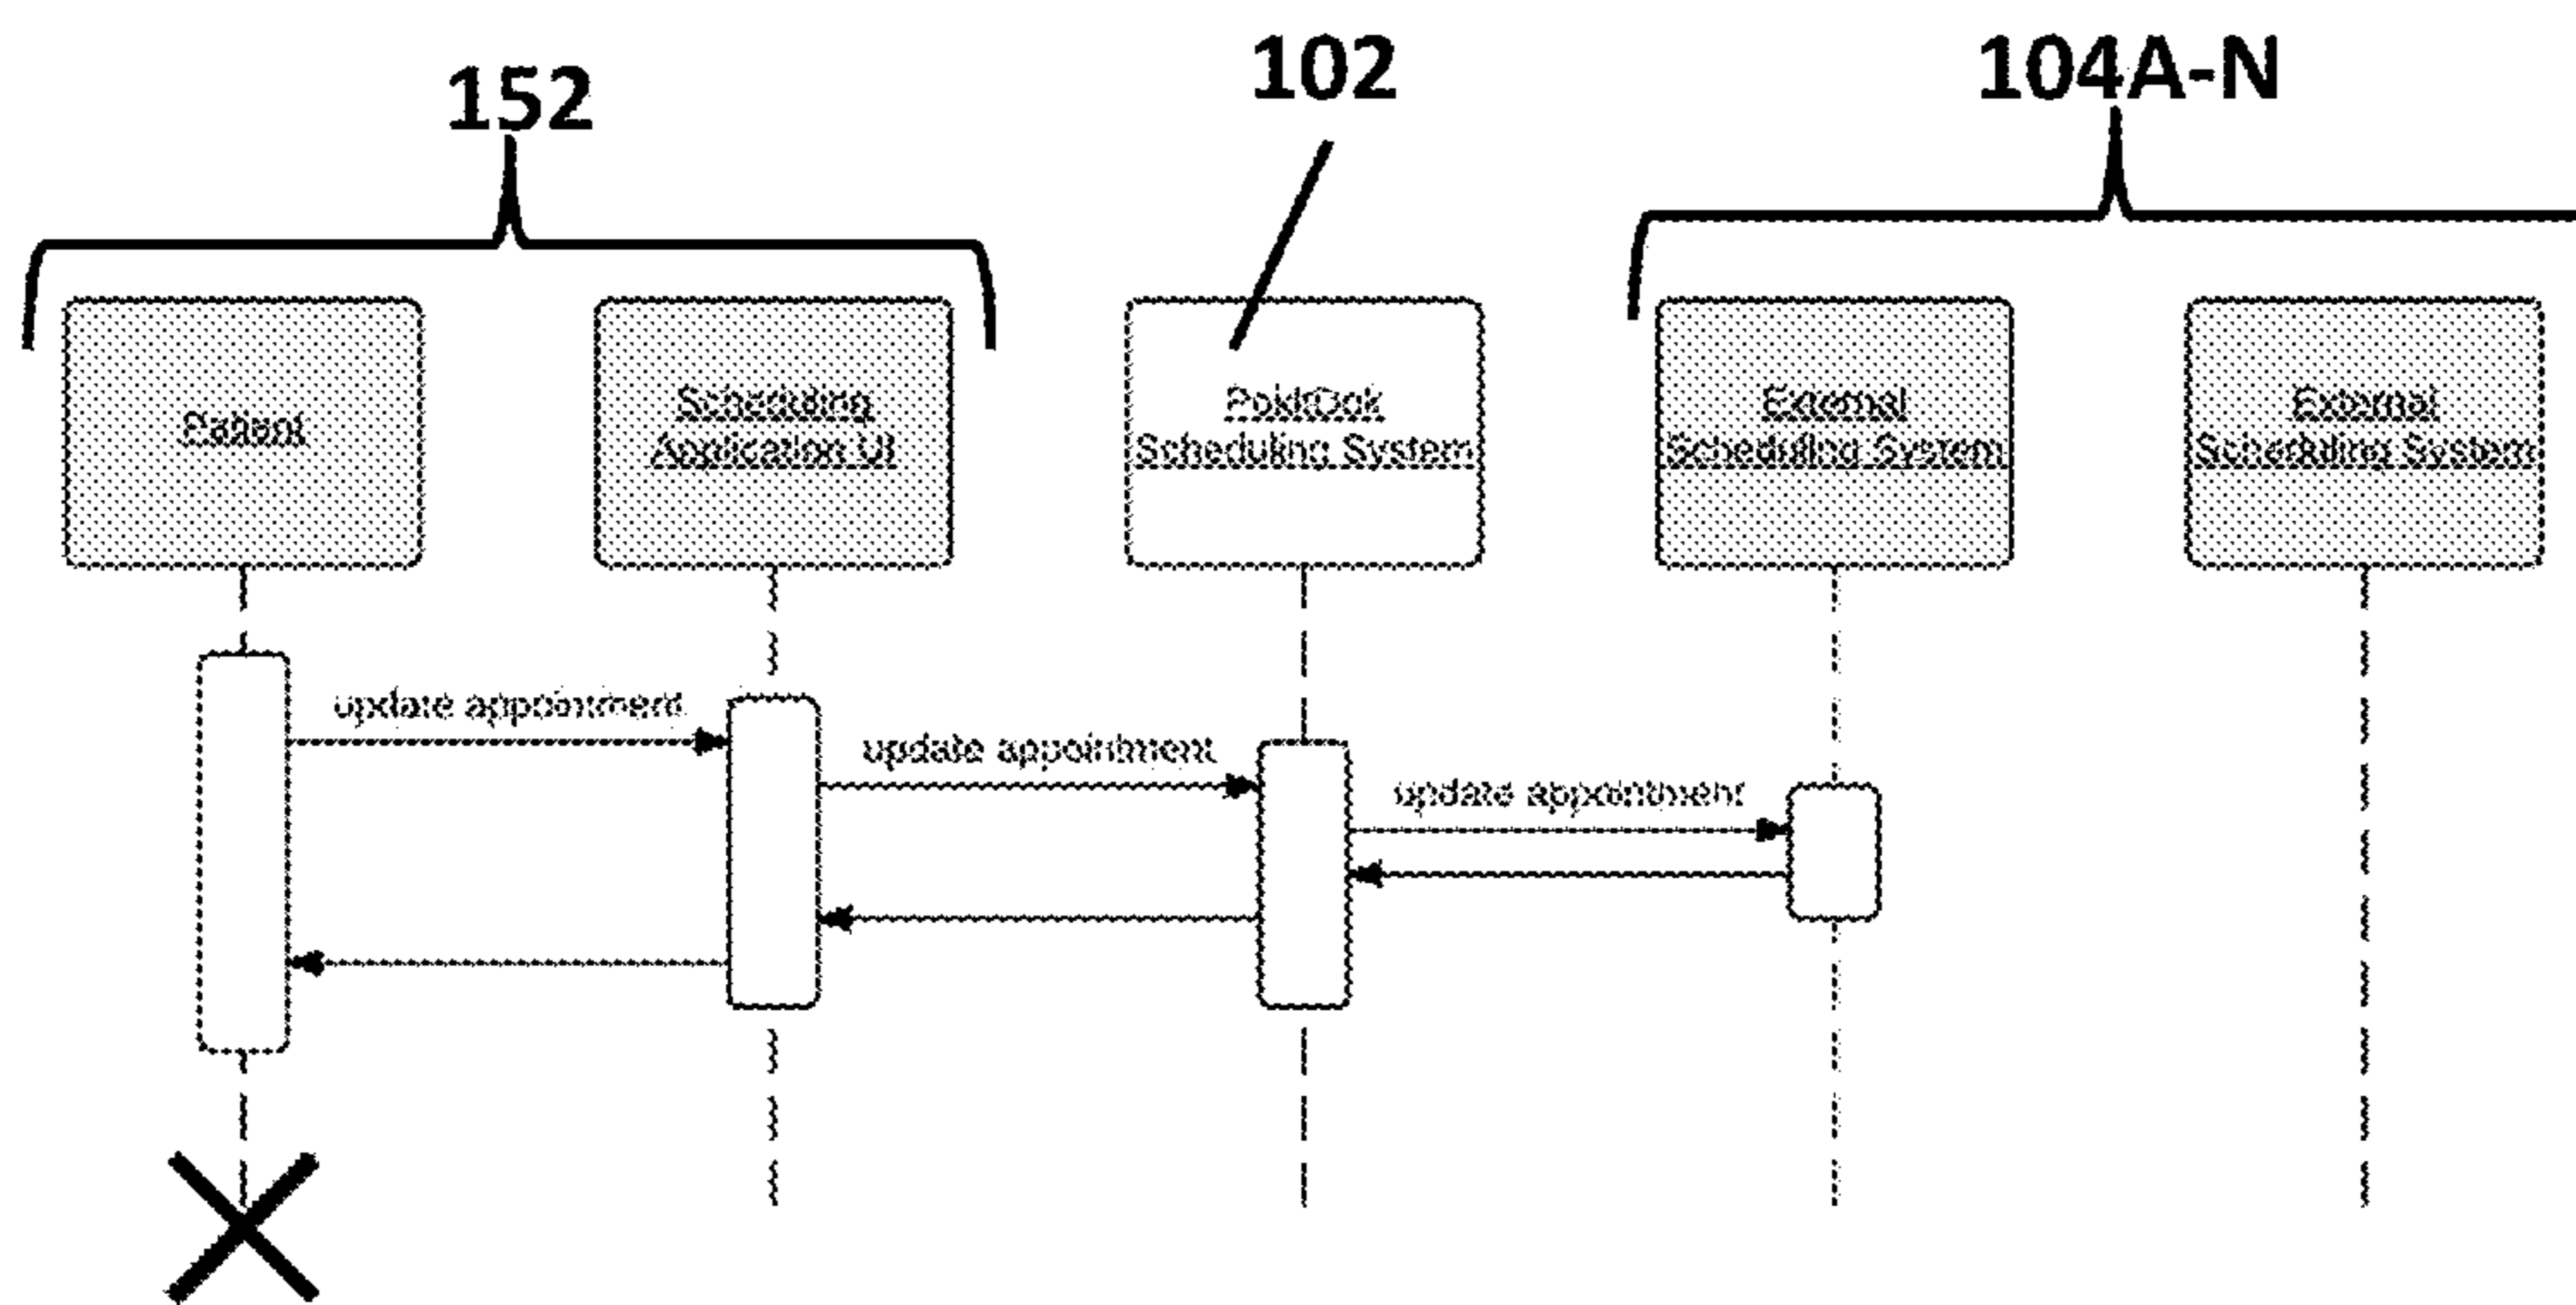 152
102
104A-N
Patient
Scheduling
Application UI
PokitDok
Scheduling System
External
Scheduling System
External
Scheduling System
update appointment
update appointment
update appointment